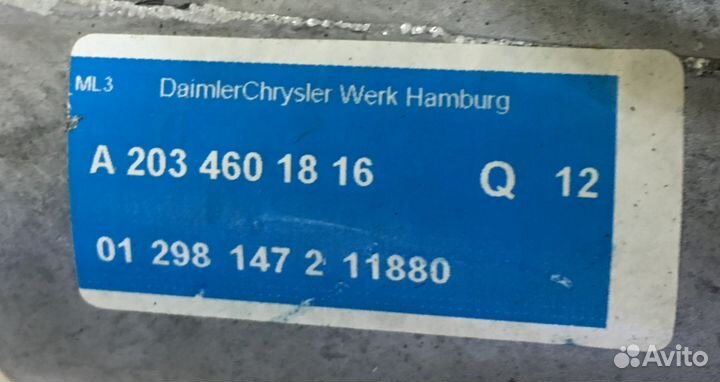 ML3 DaimlerChrysler Werk Hamburg
A 203 460 18 16 Q 12
01 298 147 2 11880
Avito